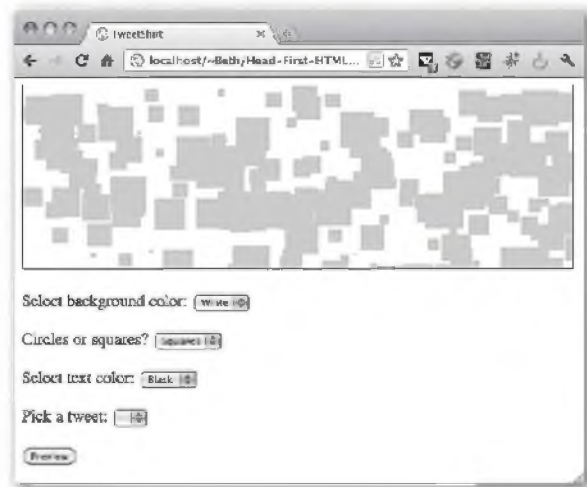 TweetShirt
localhost/~Beth/Head-First-HTML...
Select background color: White
Circles or squares? Squares
Select text color: Black
Pick a tweet:
Preview